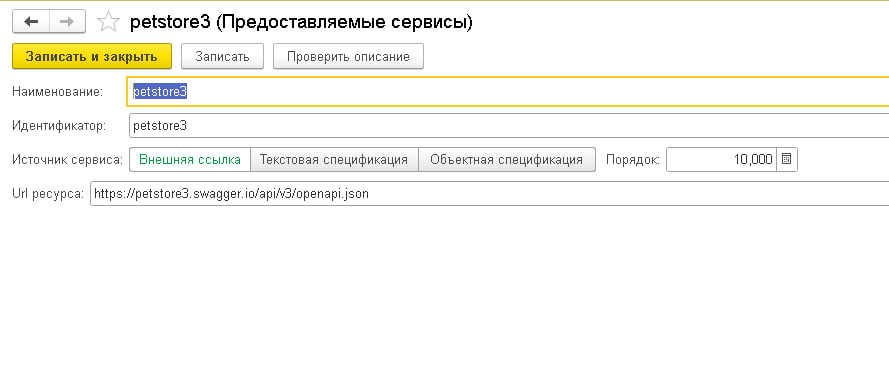 petstore3 (Предоставляемые сервисы)
Записать и закрыть Записать Проверить описание
Наименование: petstore3
Идентификатор: petstore3
Источник сервиса: Внешняя ссылка Текстовая спецификация Объектная спецификация Порядок: 10,000
Url ресурса: https://petstore3.swagger.io/api/v3/openapi.json